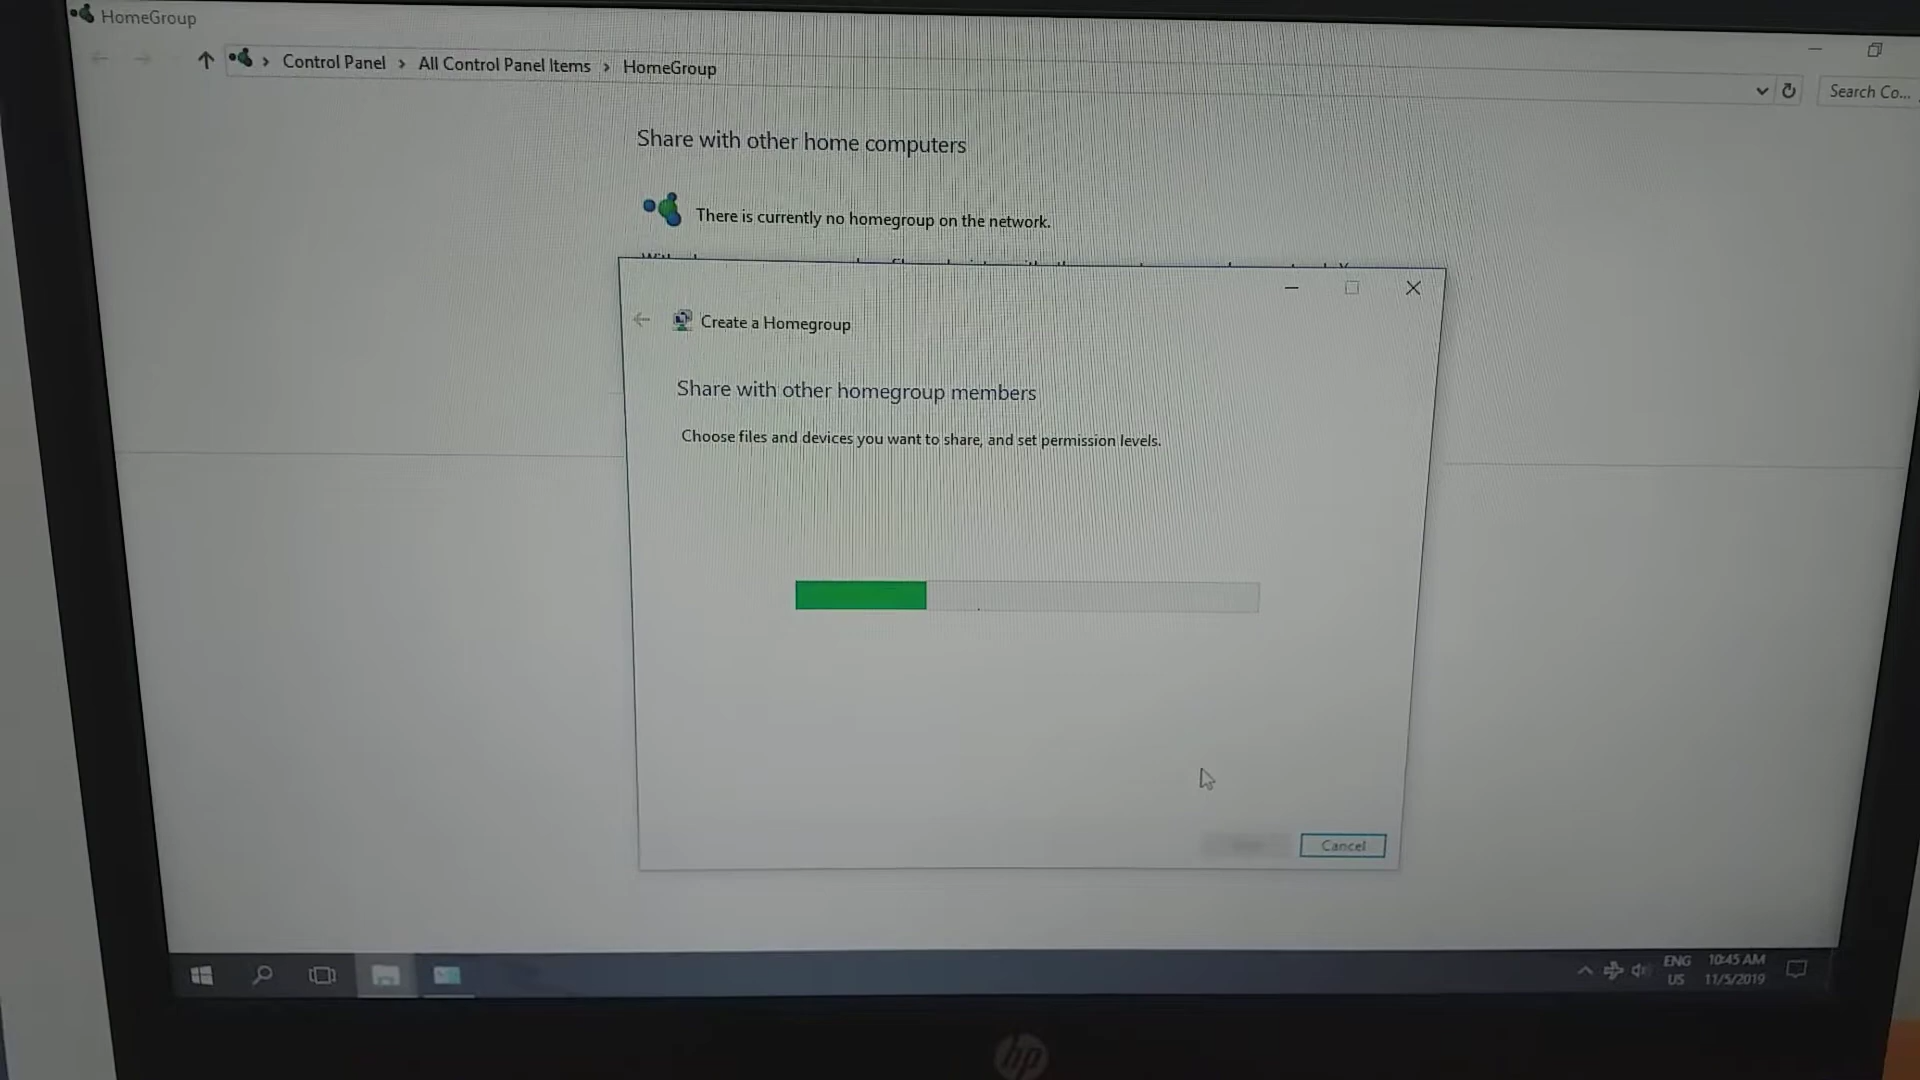 HomeGroup
Control Panel > All Control Panel Items > HomeGroup
Search Co...
Share with other home computers
There is currently no homegroup on the network.
Create a Homegroup
Share with other homegroup members
Choose files and devices you want to share, and set permission levels.
Cancel
ENG 10:45 AM
US 11/5/2019
hp